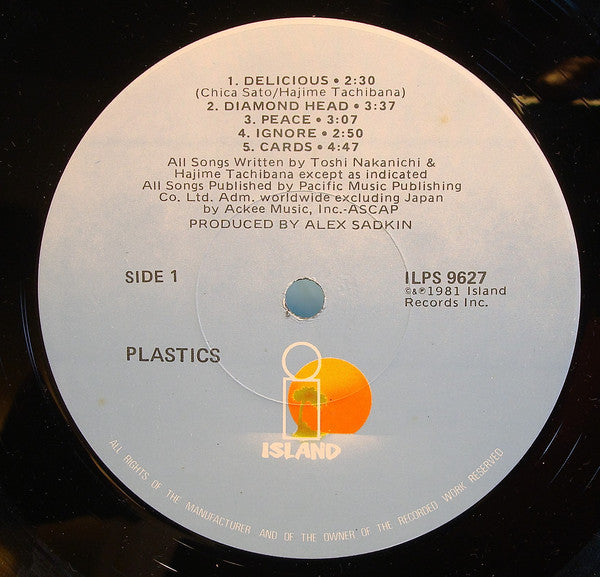 1. DELICIOUS • 2:30
(Chica Sato/Hajime Tachibana)
2. DIAMOND HEAD • 3:37
3. PEACE • 3:07
4. IGNORE • 2:50
5. CARDS • 4:47
All Songs Written by Toshi Nakanichi &
Hajime Tachibana except as indicated
All Songs Published by Pacific Music Publishing
Co. Ltd. Adm. worldwide excluding Japan
by Ackee Music, Inc.-ASCAP
PRODUCED BY ALEX SADKIN
SIDE 1
ILPS 9627
©&℗1981 Island
Records Inc.
PLASTICS
i
ISLAND
ALL RIGHTS OF THE MANUFACTURER AND OF THE OWNER OF THE RECORDED WORK RESERVED